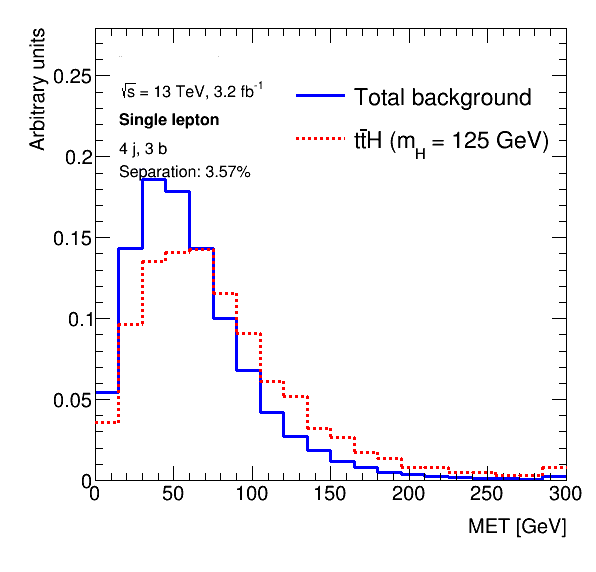 Arbitrary units
0.25
0.2
0.15
0.1
0.05
0
√s = 13 TeV, 3.2 fb⁻¹
Single lepton
4 j, 3 b
Separation: 3.57%
Total background
tt̄H (m_H = 125 GeV)
0 50 100 150 200 250 300
MET [GeV]